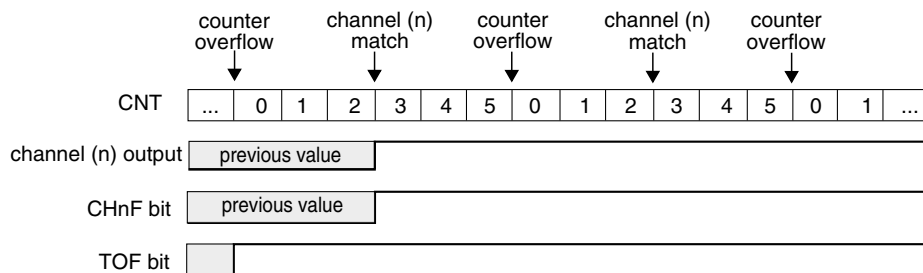 counter overflow
channel (n) match
counter overflow
channel (n) match
counter overflow
CNT ... 0 1 2 3 4 5 0 1 2 3 4 5 0 1 ...
channel (n) output previous value
CHnF bit previous value
TOF bit